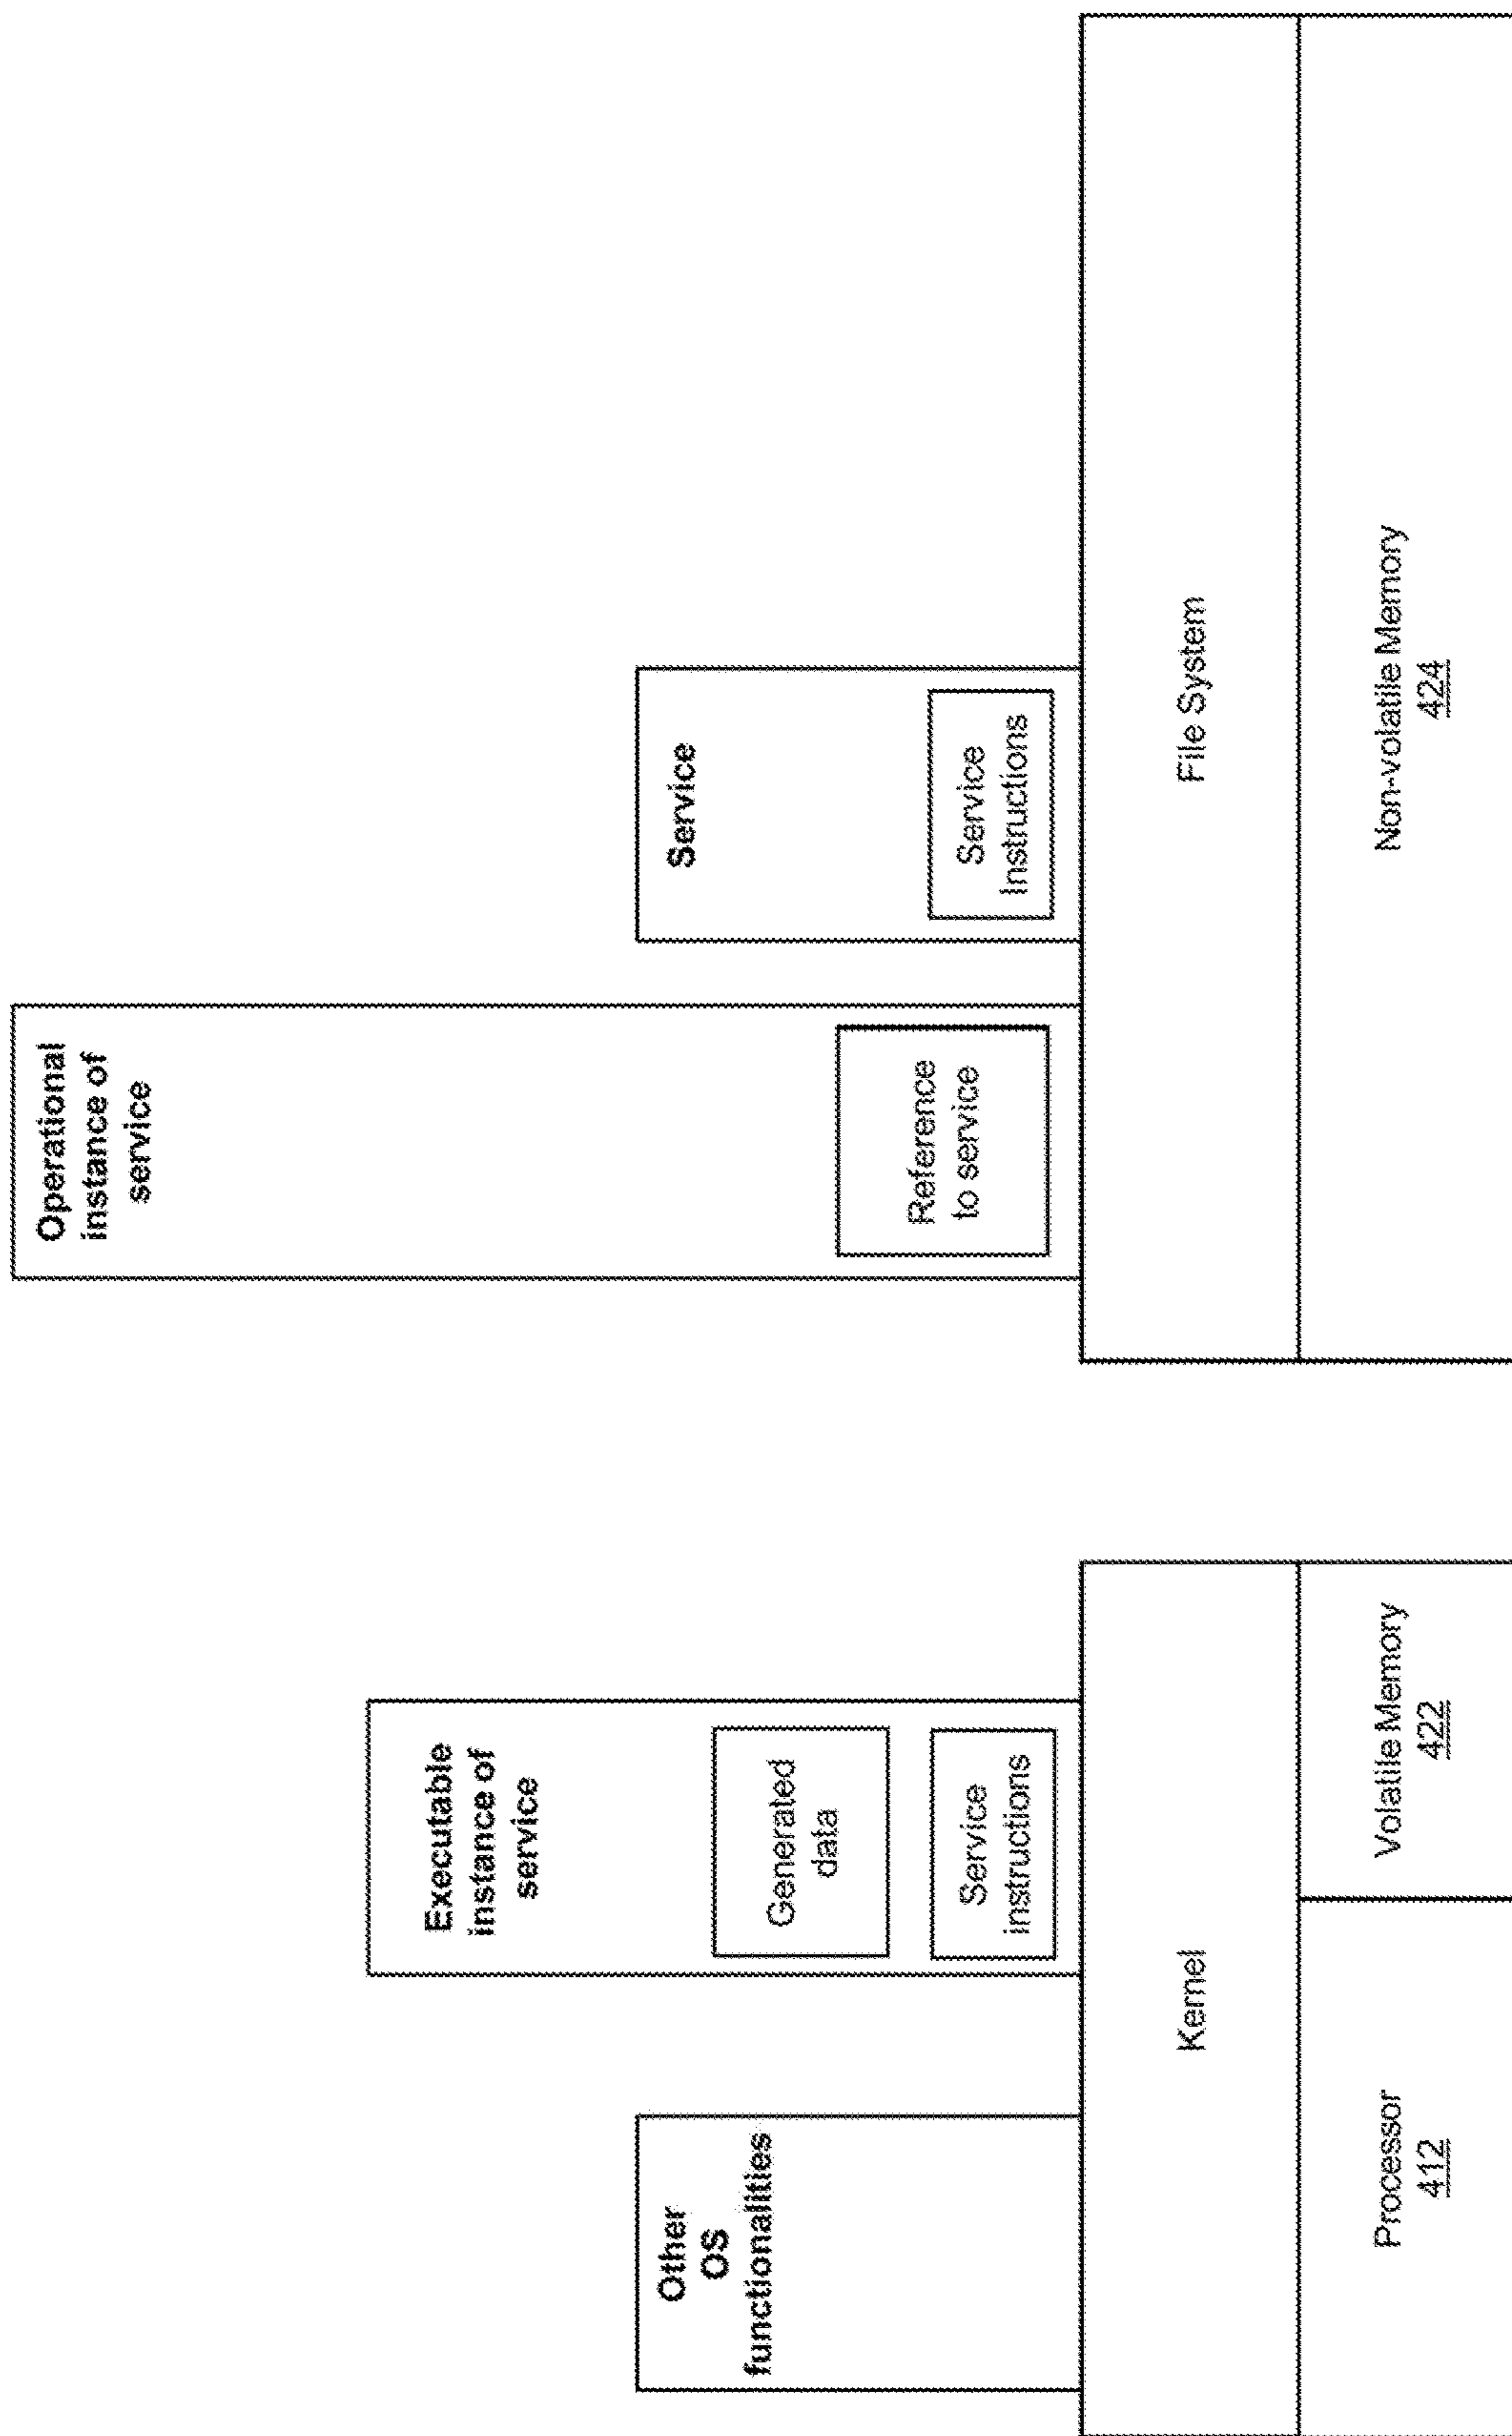 Other
OS
functionalities
Executable
instance of
service
Generated
data
Service
instructions
Kernel
Processor
412
Volatile Memory
422
Operational
instance of
service
Reference
to service
Service
Service
Instructions
File System
Non-volatile Memory
424